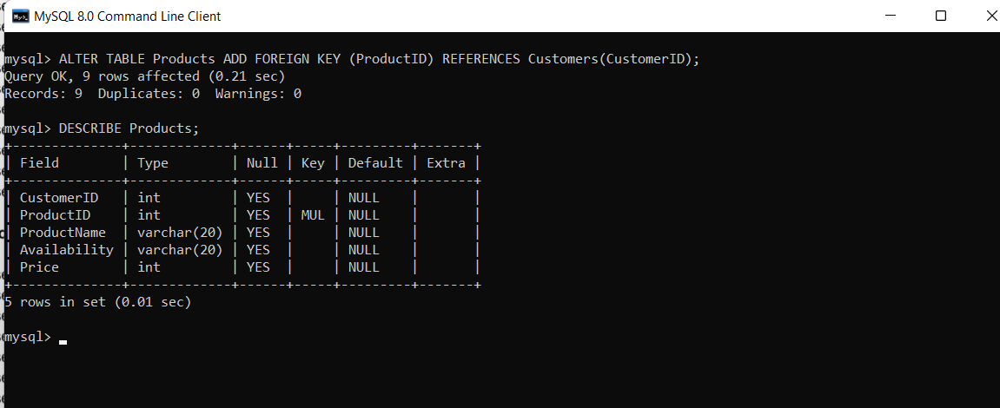 MySQL 8.0 Command Line Client
mysql> ALTER TABLE Products ADD FOREIGN KEY (ProductID) REFERENCES Customers(CustomerID);
Query OK, 9 rows affected (0.21 sec)
Records: 9  Duplicates: 0  Warnings: 0
mysql> DESCRIBE Products;
+--------------+-------------+------+-----+---------+-------+
| Field        | Type        | Null | Key | Default | Extra |
+--------------+-------------+------+-----+---------+-------+
| CustomerID   | int         | YES  |     | NULL    |       |
| ProductID    | int         | YES  | MUL | NULL    |       |
| ProductName  | varchar(20) | YES  |     | NULL    |       |
| Availability | varchar(20) | YES  |     | NULL    |       |
| Price        | int         | YES  |     | NULL    |       |
+--------------+-------------+------+-----+---------+-------+
5 rows in set (0.01 sec)
mysql>